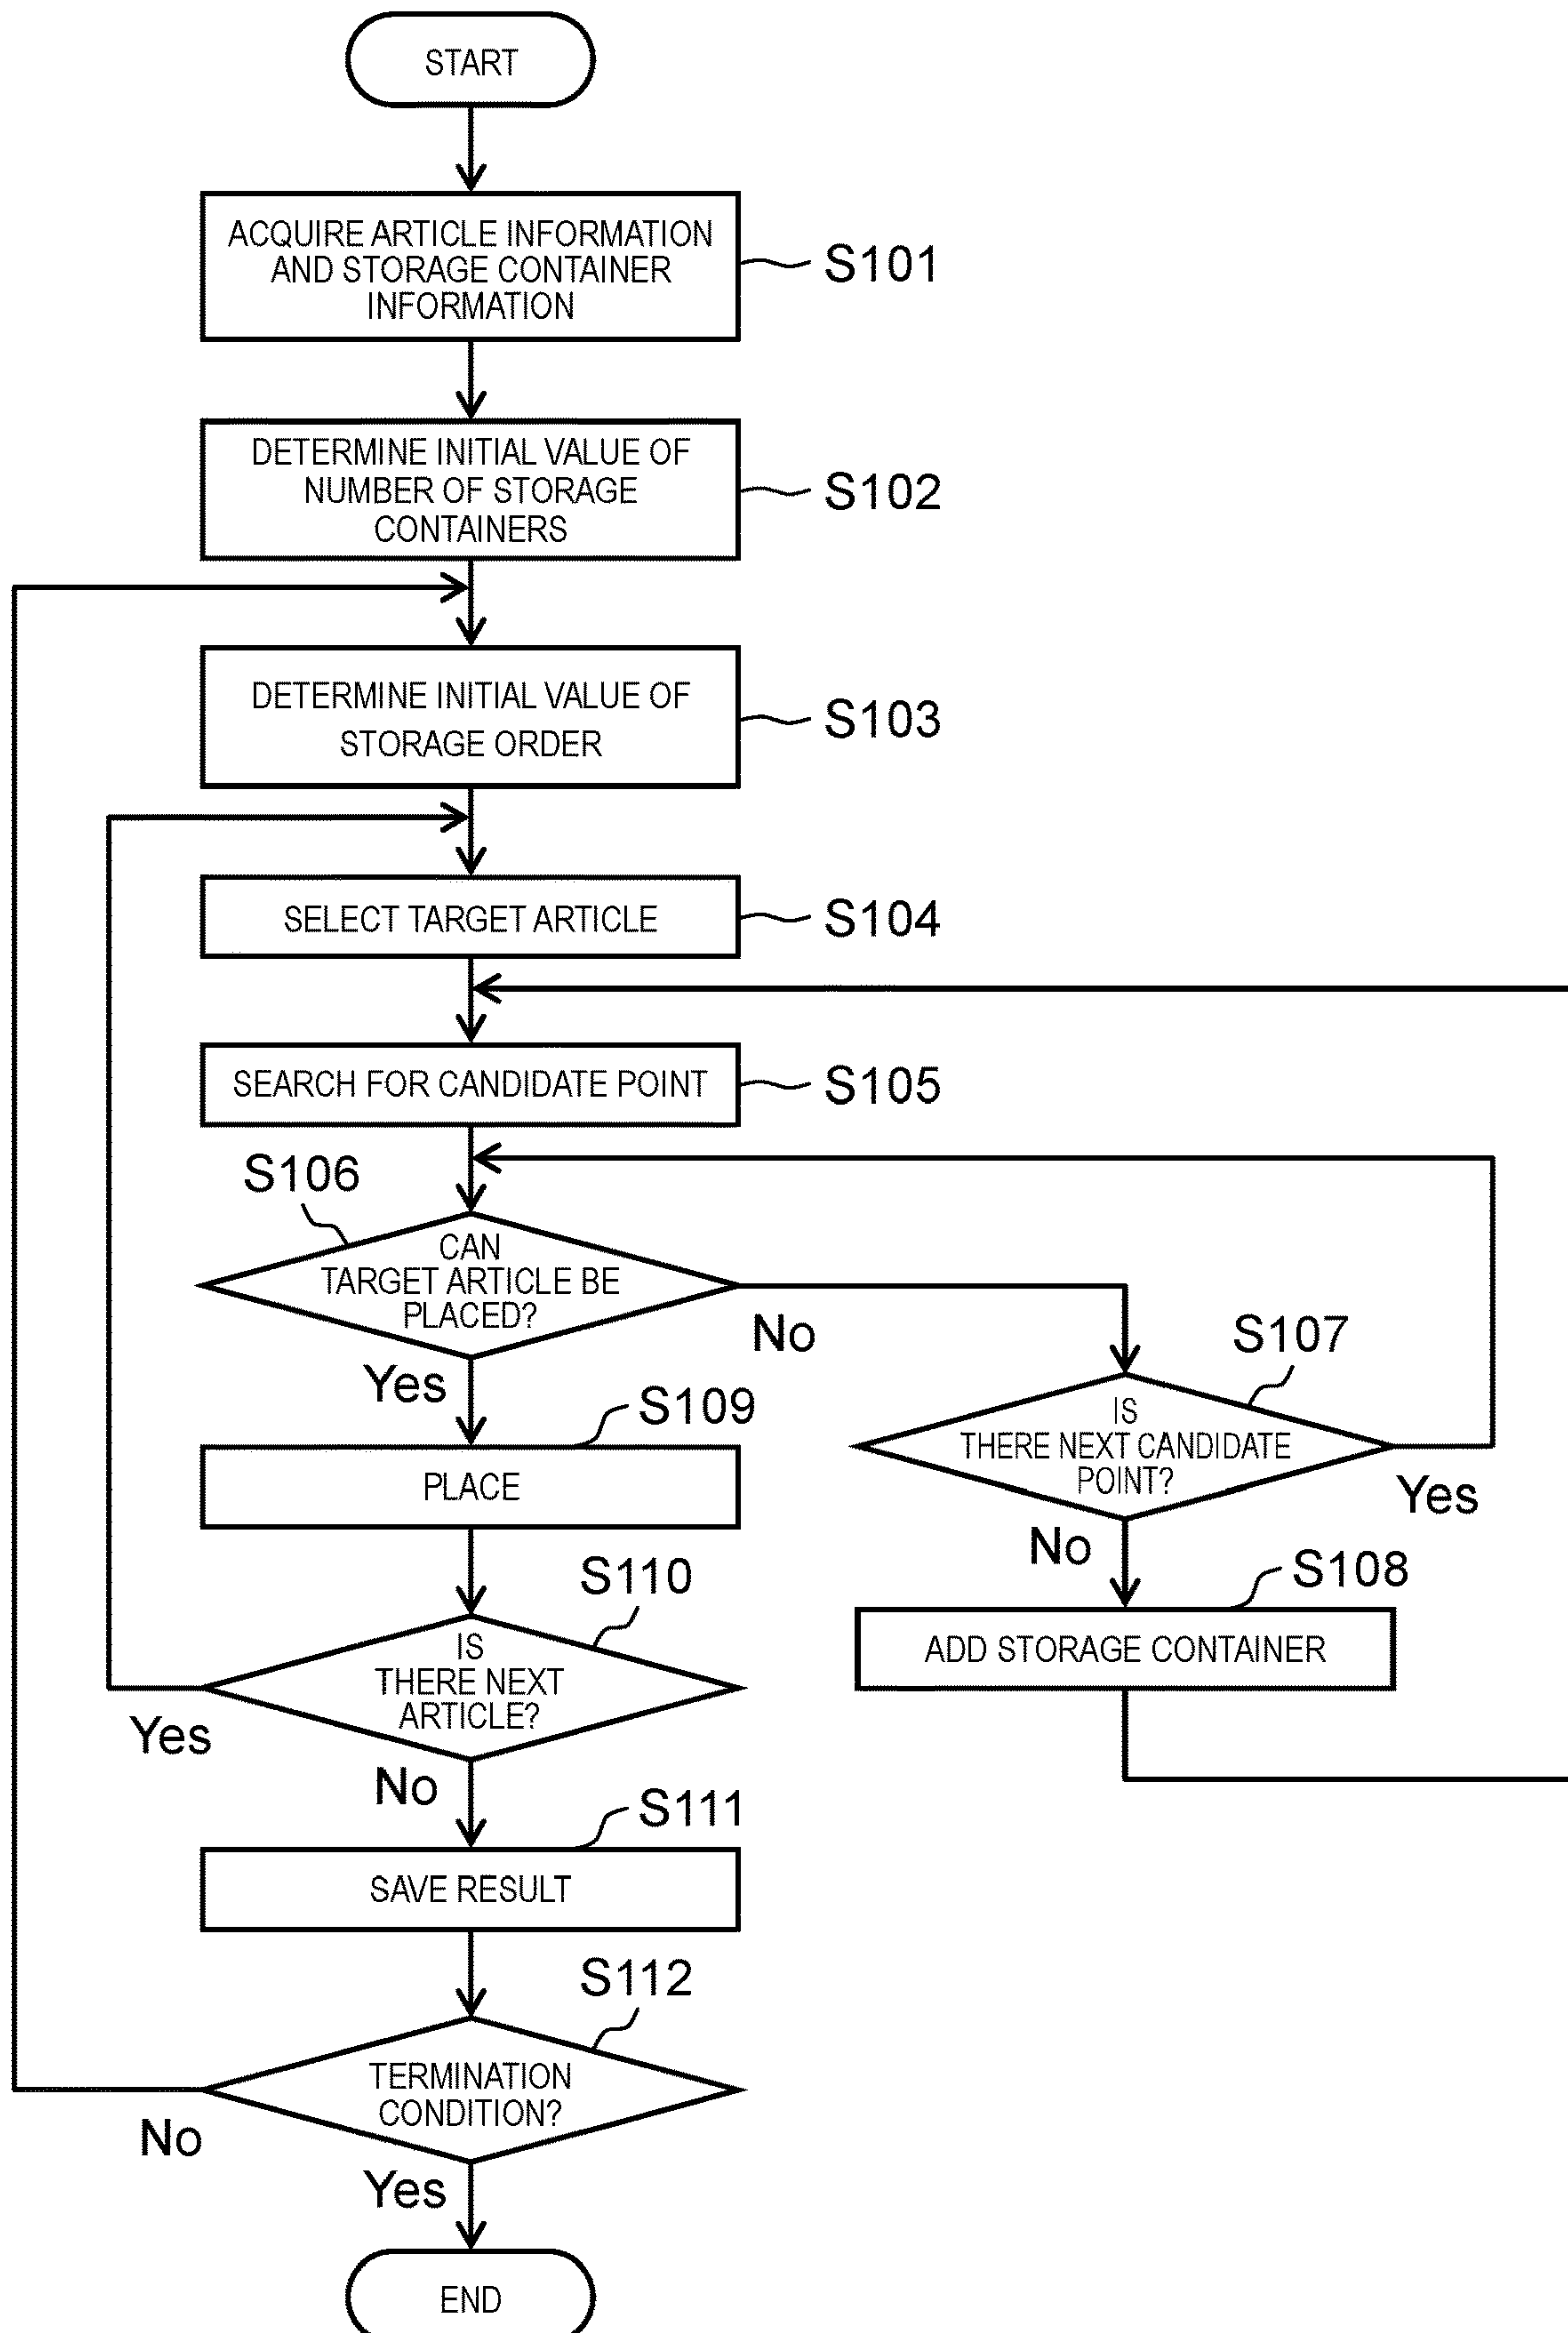 START
ACQUIRE ARTICLE INFORMATION
AND STORAGE CONTAINER
INFORMATION
S101
DETERMINE INITIAL VALUE OF
NUMBER OF STORAGE
CONTAINERS
S102
DETERMINE INITIAL VALUE OF
STORAGE ORDER
S103
SELECT TARGET ARTICLE
S104
SEARCH FOR CANDIDATE POINT
S105
S106
CAN
TARGET ARTICLE BE
PLACED?
No
Yes
S107
IS
THERE NEXT CANDIDATE
POINT?
Yes
No
S108
ADD STORAGE CONTAINER
S109
PLACE
S110
IS
THERE NEXT
ARTICLE?
Yes
No
S111
SAVE RESULT
S112
TERMINATION
CONDITION?
No
Yes
END